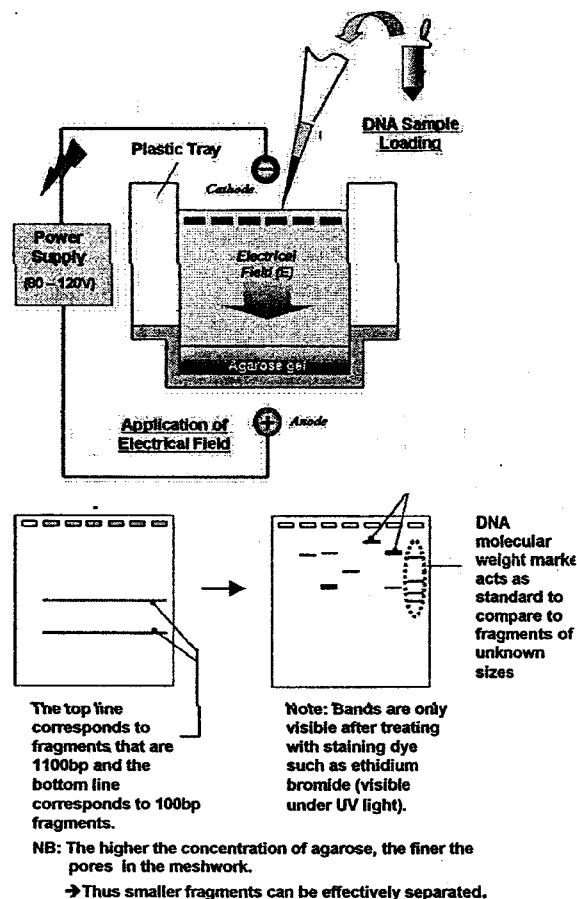 DNA Sample
Loading
Plastic Tray
Cathode
Power
Supply
(80 – 120V)
Electrical
Field (E)
Agarose gel
Application of
Electrical Field
Anode
DNA
molecular
weight marke
acts as
standard to
compare to
fragments of
unknown
sizes
The top line
corresponds to
fragments that are
1100bp and the
bottom line
corresponds to 100bp
fragments.
Note: Bands are only
visible after treating
with staining dye
such as ethidium
bromide (visible
under UV light).
NB: The higher the concentration of agarose, the finer the
pores in the meshwork.
→Thus smaller fragments can be effectively separated.